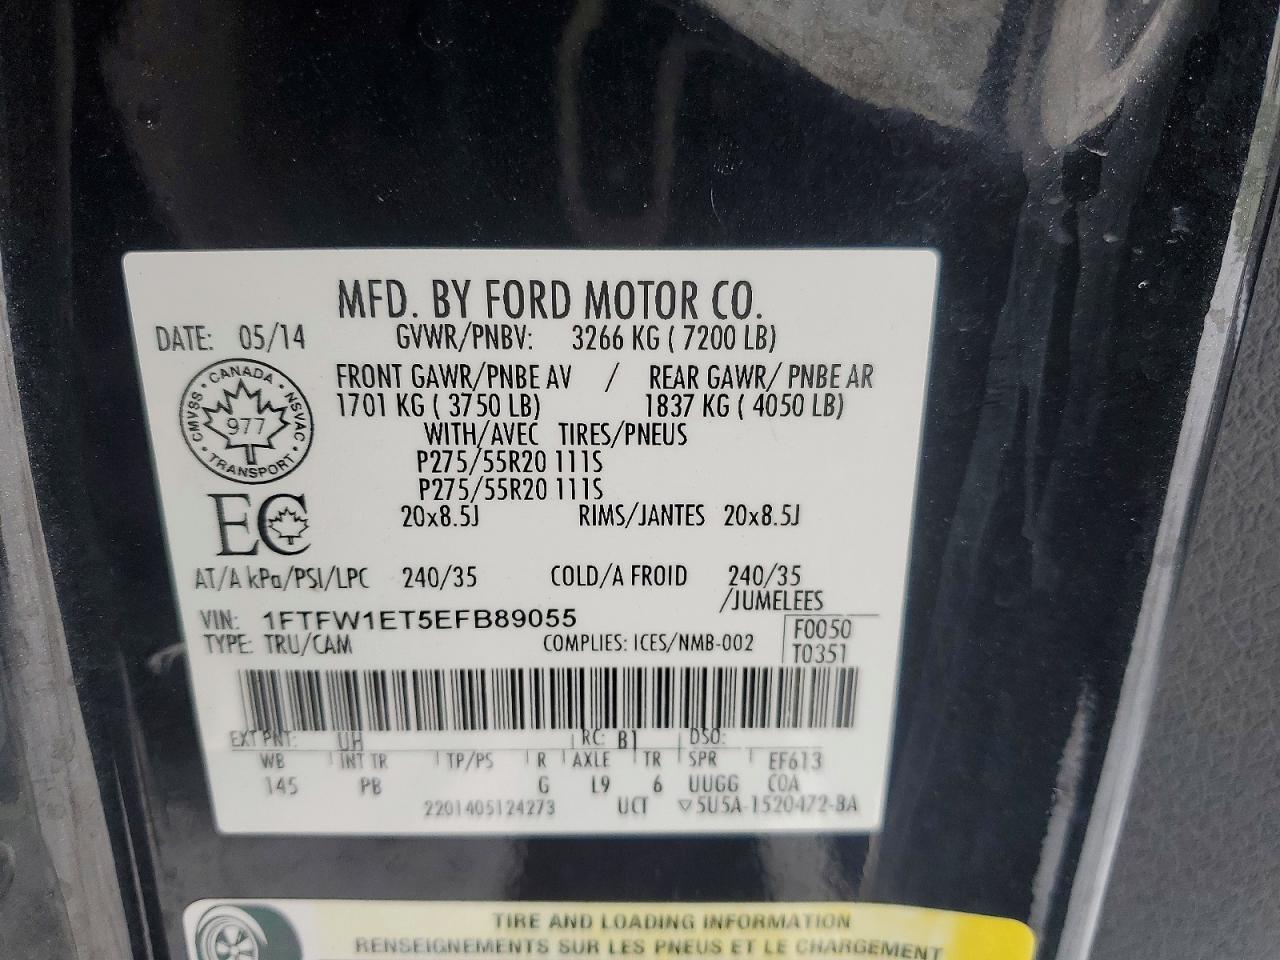 MFD. BY FORD MOTOR CO.
DATE: 05/14 GVWR/PNBV: 3266 KG ( 7200 LB)
FRONT GAWR/PNBE AV / REAR GAWR/ PNBE AR
1701 KG ( 3750 LB) 1837 KG ( 4050 LB)
WITH/AVEC TIRES/PNEUS
P275/55R20 111S
P275/55R20 111S
20x8.5J RIMS/JANTES 20x8.5J
CANADA
CMVSS NSVAC
977
TRANSPORT
EC
AT/A kPa/PSI/LPC 240/35 COLD/A FROID 240/35
/JUMELEES
VIN: 1FTFW1ET5EFB89055
TYPE: TRU/CAM COMPLIES: ICES/NMB-002
F0050
T0351
EXT PNT: UH RC: B1 DSO:
WB INT TR TP/PS R AXLE TR SPR EF613
145 PB G L9 6 UUGG COA
2201405124273 UCT 5U5A-1520472-BA
TIRE AND LOADING INFORMATION
RENSEIGNEMENTS SUR LES PNEUS ET LE CHARGEMENT